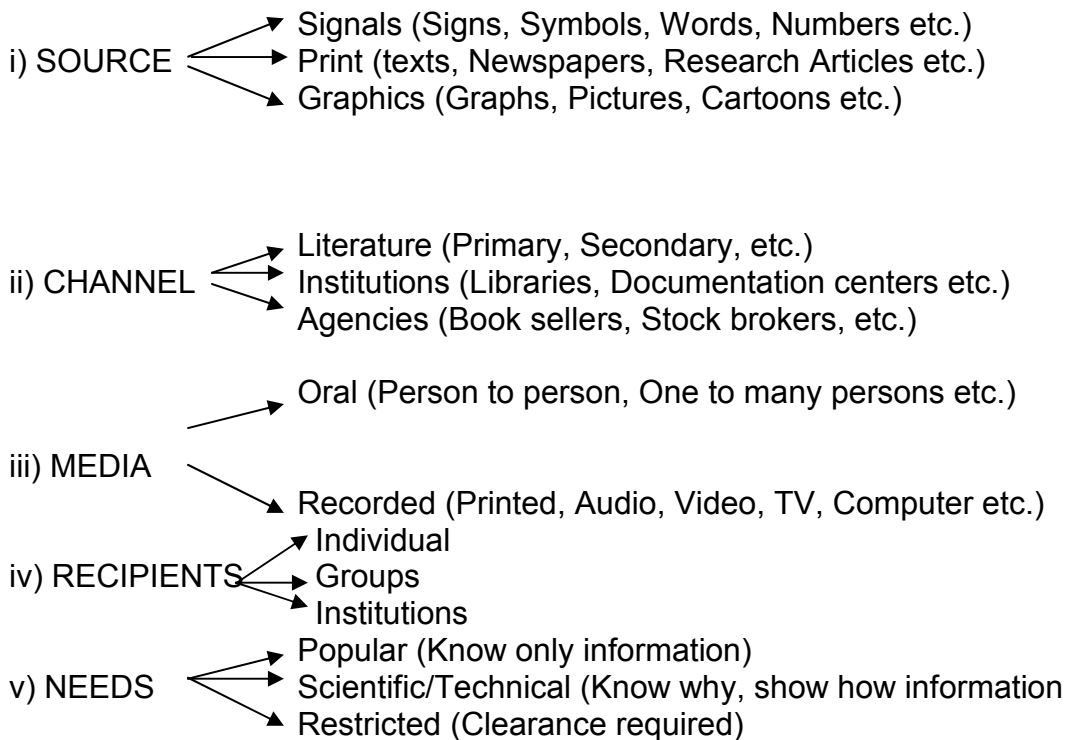 Signals (Signs, Symbols, Words, Numbers etc.)
i) SOURCE Print (texts, Newspapers, Research Articles etc.)
Graphics (Graphs, Pictures, Cartoons etc.)
Literature (Primary, Secondary, etc.)
ii) CHANNEL Institutions (Libraries, Documentation centers etc.)
Agencies (Book sellers, Stock brokers, etc.)
Oral (Person to person, One to many persons etc.)
iii) MEDIA
Recorded (Printed, Audio, Video, TV, Computer etc.)
Individual
iv) RECIPIENTS Groups
Institutions
Popular (Know only information)
v) NEEDS Scientific/Technical (Know why, show how information
Restricted (Clearance required)